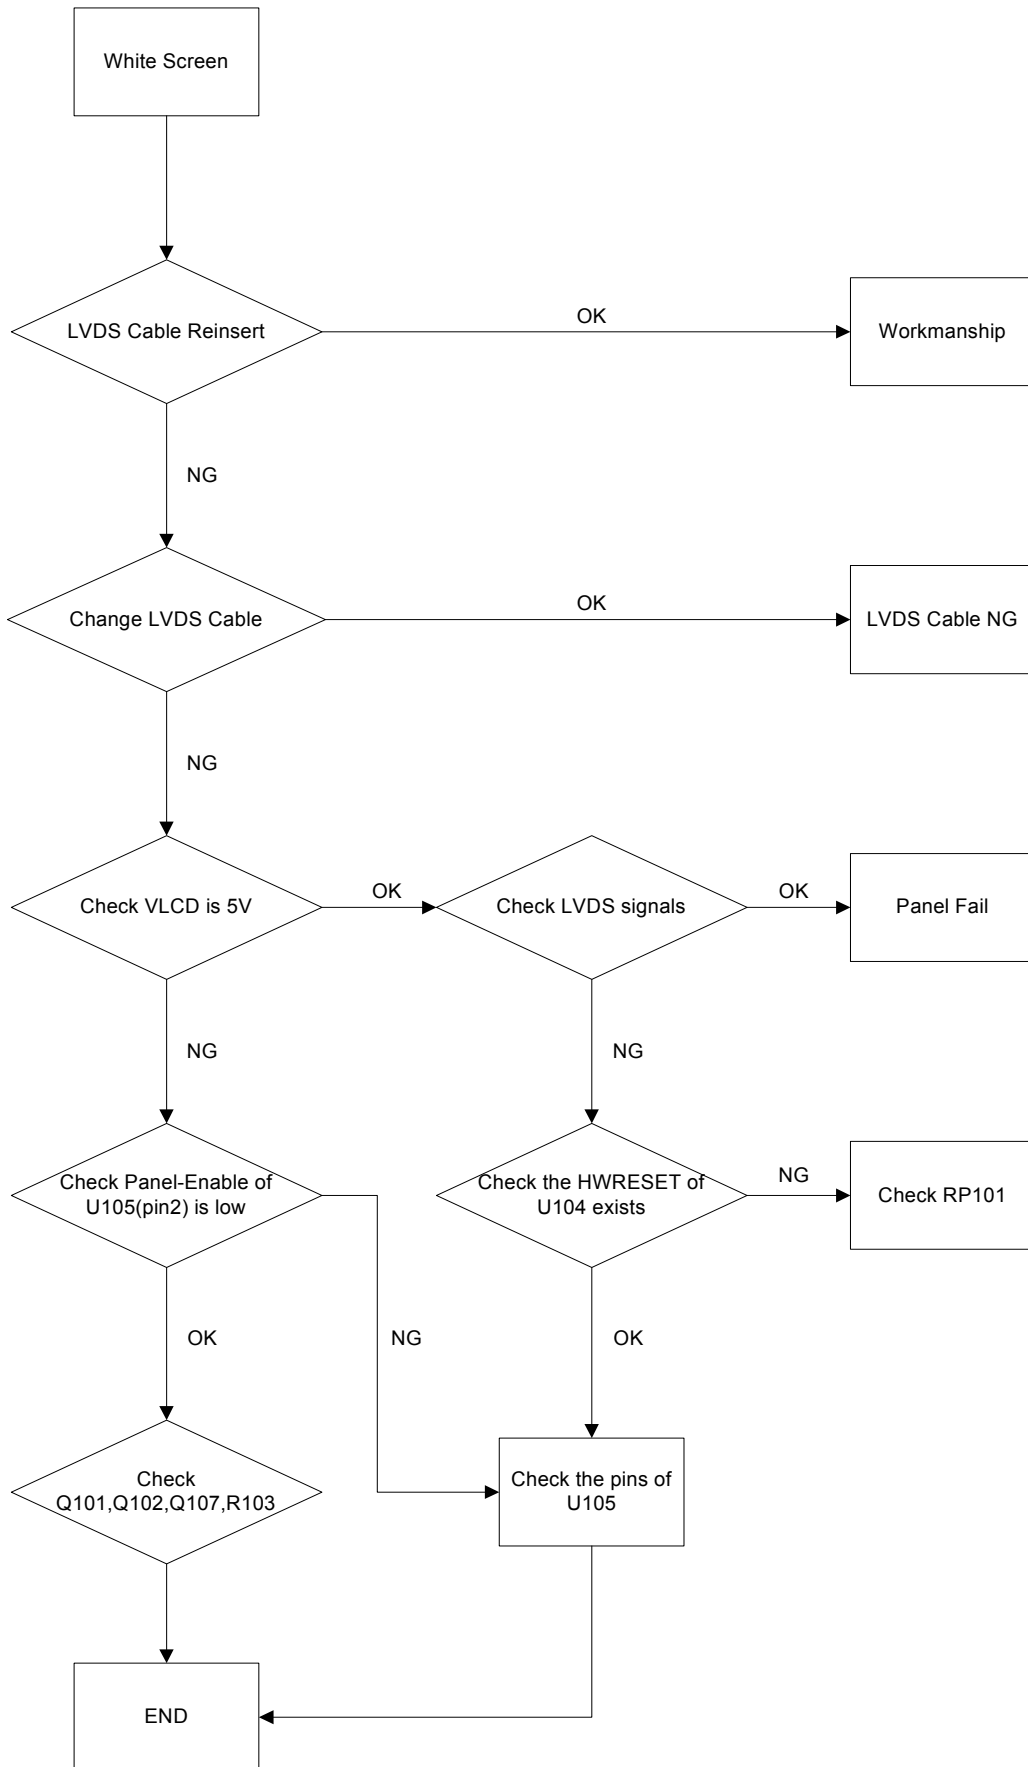 White Screen
LVDS Cable Reinsert
OK
Workmanship
NG
Change LVDS Cable
OK
LVDS Cable NG
NG
Check VLCD is 5V
OK
Check LVDS signals
OK
Panel Fail
NG
NG
Check Panel-Enable of
U105(pin2) is low
Check the HWRESET of
U104 exists
NG
Check RP101
OK
NG
OK
Check
Q101,Q102,Q107,R103
Check the pins of
U105
END